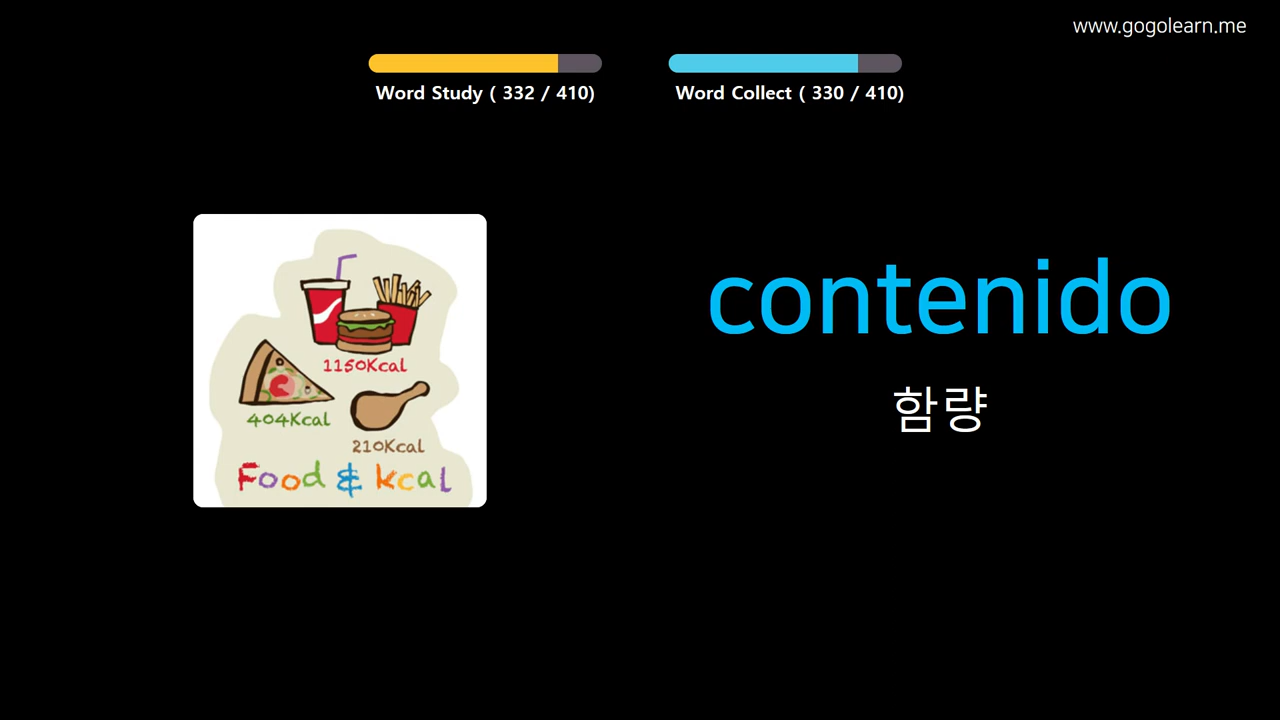 www.gogolearn.me
Word Study ( 332 / 410)
Word Collect ( 330 / 410)
1150Kcal
404Kcal
210Kcal
Food & kcal
contenido
함량